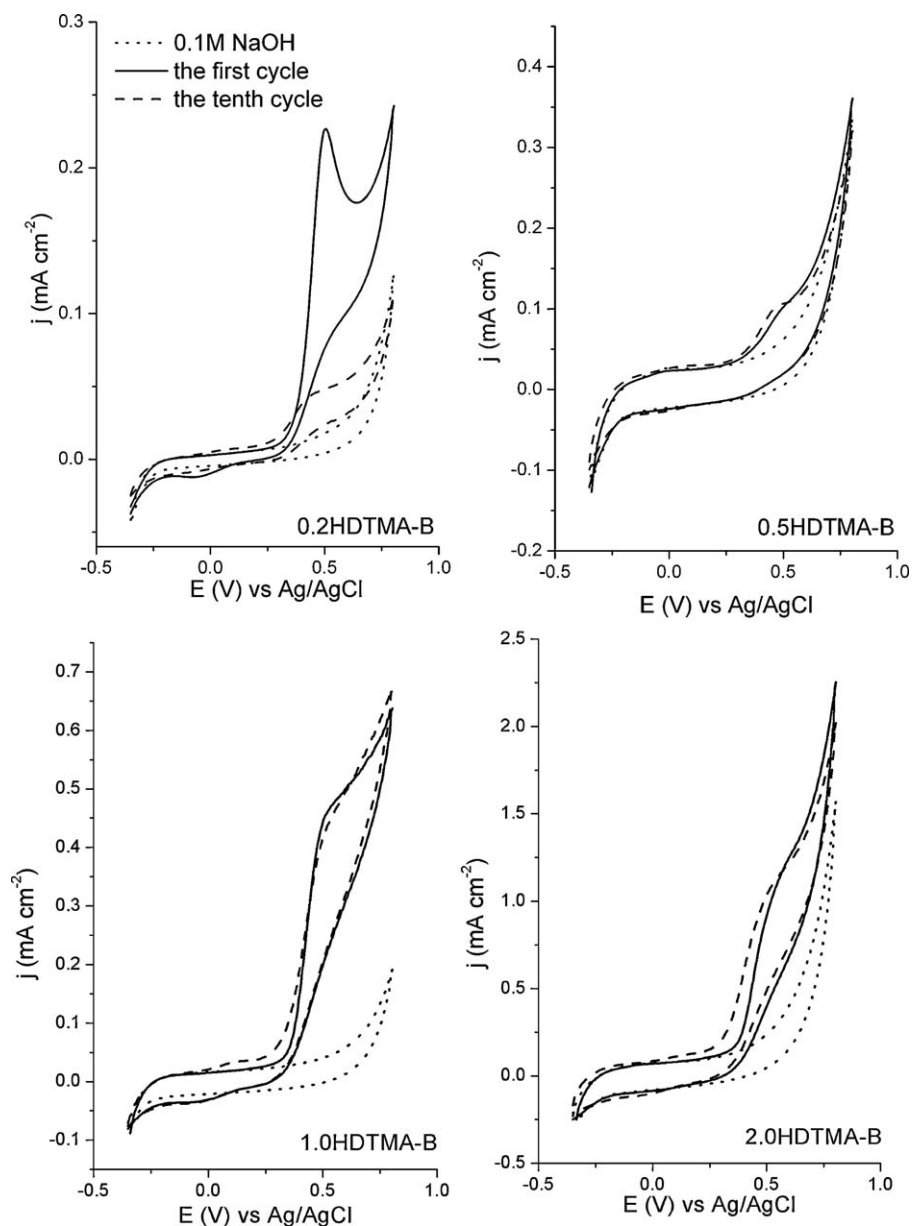 0.1M NaOH
the first cycle
the tenth cycle
0.3
0.2
0.1
0.0
j (mA cm-2)
-0.5
0.0
0.5
1.0
E (V) vs Ag/AgCl
0.2HDTMA-B
0.4
0.3
0.2
0.1
0.0
-0.1
-0.2
j (mA cm-2)
-0.5
0.0
0.5
1.0
E (V) vs Ag/AgCl
0.5HDTMA-B
0.7
0.6
0.5
0.4
0.3
0.2
0.1
0.0
-0.1
j (mA cm-2)
-0.5
0.0
0.5
1.0
E (V) vs Ag/AgCl
1.0HDTMA-B
2.5
2.0
1.5
1.0
0.5
0.0
-0.5
j (mA cm-2)
-0.5
0.0
0.5
1.0
E (V) vs Ag/AgCl
2.0HDTMA-B